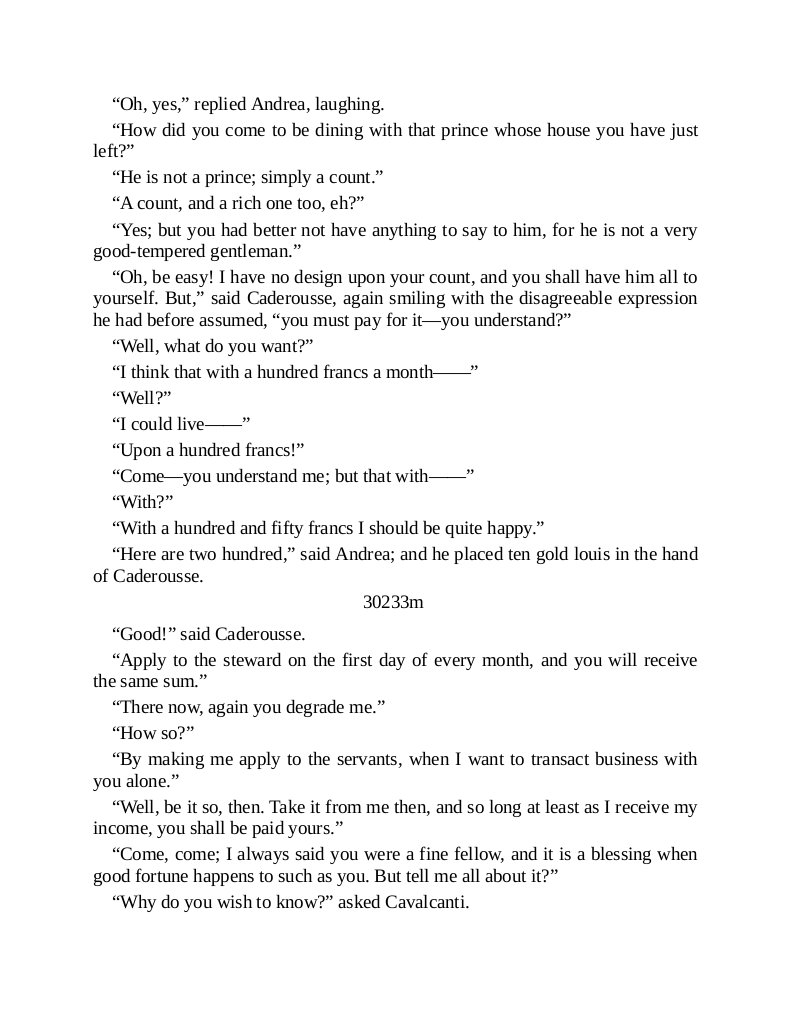 “Oh, yes,” replied Andrea, laughing.
“How did you come to be dining with that prince whose house you have just
left?”
“He is not a prince; simply a count.”
“A count, and a rich one too, eh?”
“Yes; but you had better not have anything to say to him, for he is not a very
good-tempered gentleman.”
“Oh, be easy! I have no design upon your count, and you shall have him all to
yourself. But,” said Caderousse, again smiling with the disagreeable expression
he had before assumed, “you must pay for it—you understand?”
“Well, what do you want?”
“I think that with a hundred francs a month——”
“Well?”
“I could live——”
“Upon a hundred francs!”
“Come—you understand me; but that with——”
“With?”
“With a hundred and fifty francs I should be quite happy.”
“Here are two hundred,” said Andrea; and he placed ten gold louis in the hand
of Caderousse.
30233m
“Good!” said Caderousse.
“Apply to the steward on the first day of every month, and you will receive
the same sum.”
“There now, again you degrade me.”
“How so?”
“By making me apply to the servants, when I want to transact business with
you alone.”
“Well, be it so, then. Take it from me then, and so long at least as I receive my
income, you shall be paid yours.”
“Come, come; I always said you were a fine fellow, and it is a blessing when
good fortune happens to such as you. But tell me all about it?”
“Why do you wish to know?” asked Cavalcanti.